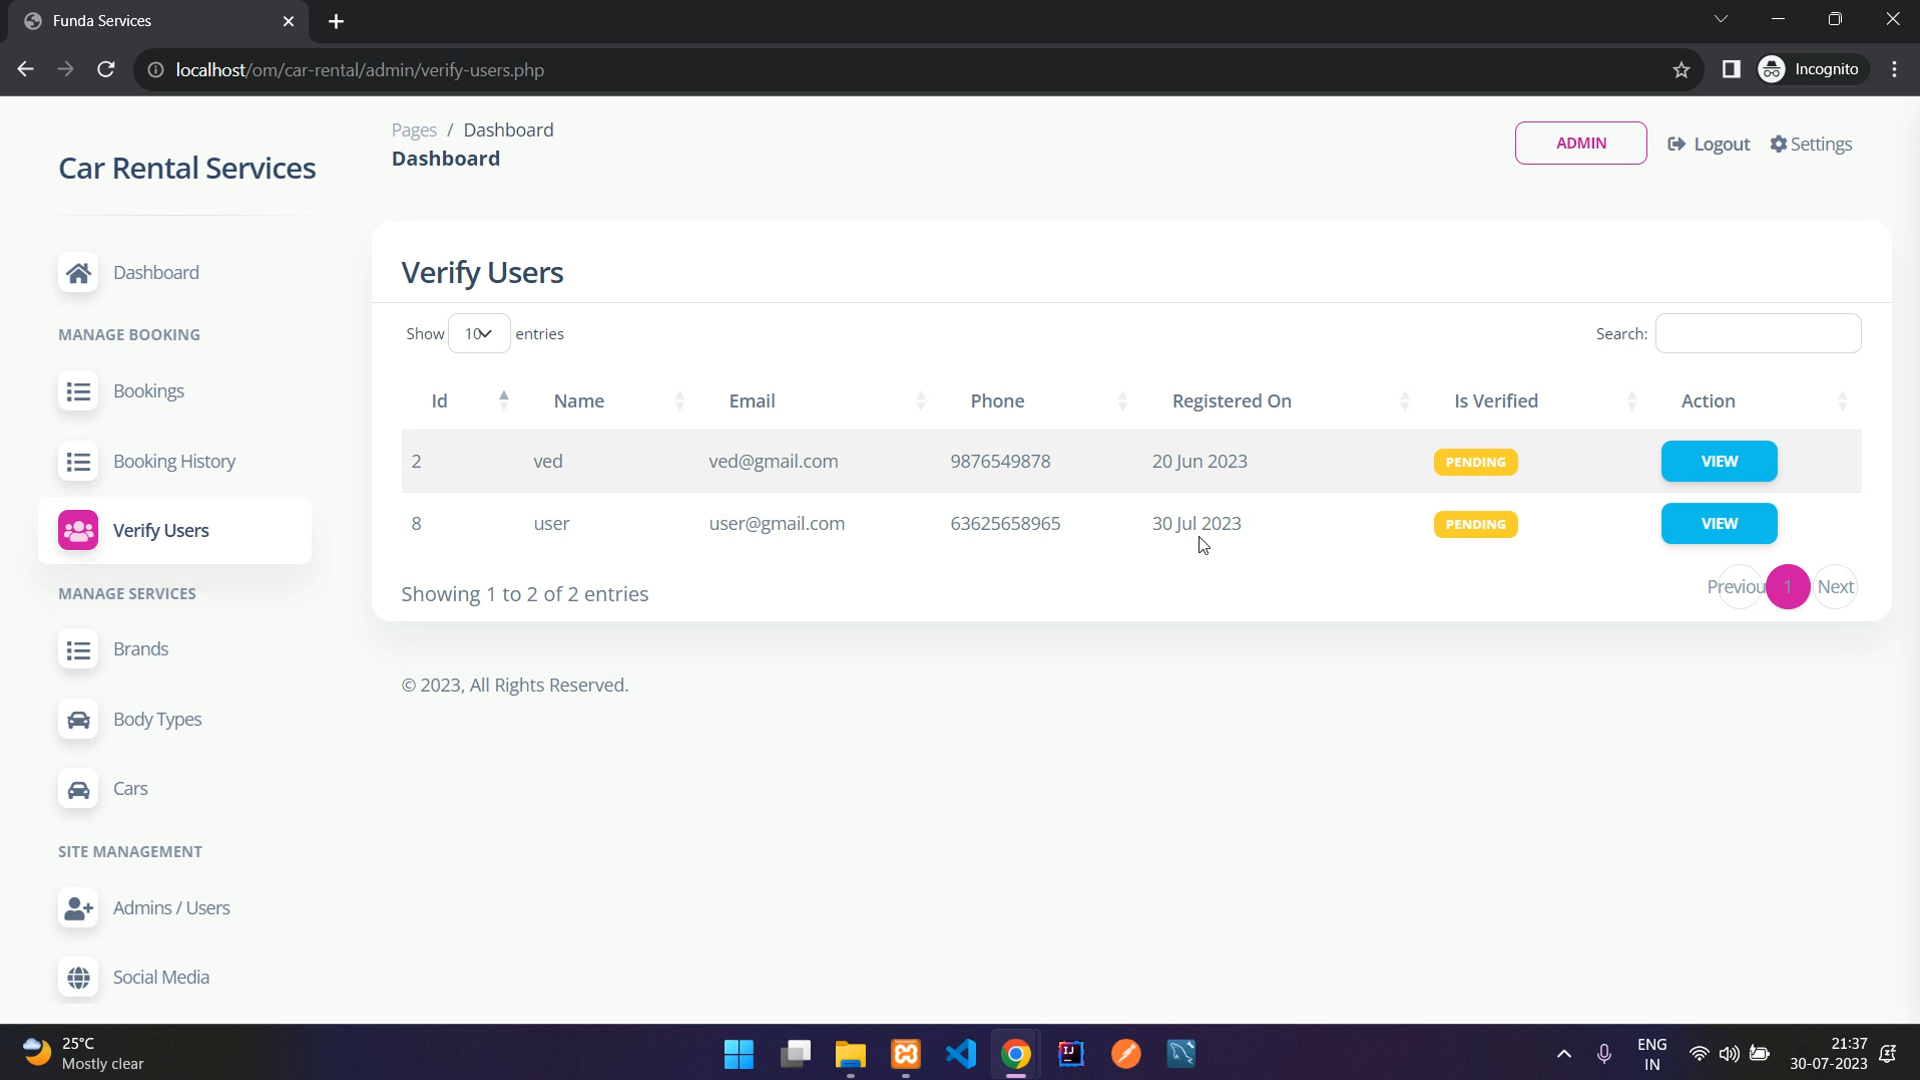 Funda Services
localhost/om/car-rental/admin/verify-users.php
Incognito
Car Rental Services
Pages / Dashboard
Dashboard
ADMIN
Logout
Settings
Dashboard
MANAGE BOOKING
Bookings
Booking History
Verify Users
MANAGE SERVICES
Brands
Body Types
Cars
SITE MANAGEMENT
Admins / Users
Social Media
Verify Users
Show 10 entries
Search:
Id Name Email Phone Registered On Is Verified Action
2 ved ved@gmail.com 9876549878 20 Jun 2023 PENDING VIEW
8 user user@gmail.com 63625658965 30 Jul 2023 PENDING VIEW
Showing 1 to 2 of 2 entries
Previou 1 Next
© 2023, All Rights Reserved.
25°C
Mostly clear
IJ
ENG
IN
21:37
30-07-2023